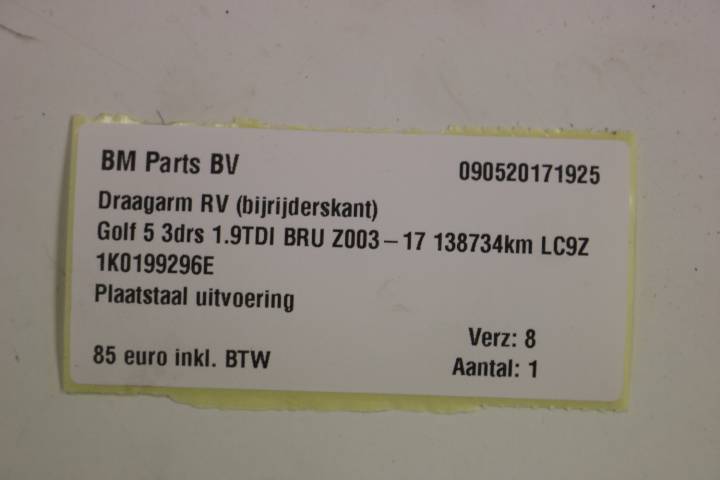 BM Parts BV 090520171925
Draagarm RV (bijrijderskant)
Golf 5 3drs 1.9TDI BRU Z003-17 138734km LC9Z
1K0199296E
Plaatstaal uitvoering
Verz: 8
85 euro inkl. BTW Aantal: 1